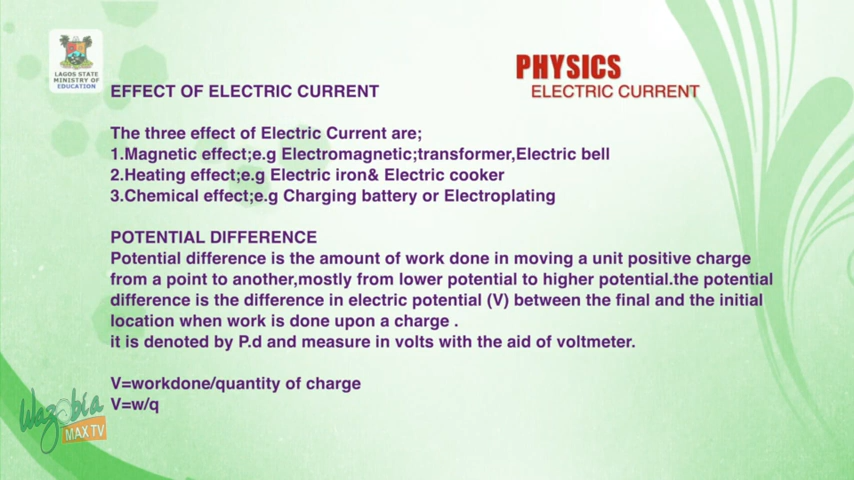 LAGOS STATE
MINISTRY OF
EDUCATION
PHYSICS
ELECTRIC CURRENT
EFFECT OF ELECTRIC CURRENT
The three effect of Electric Current are;
1.Magnetic effect;e.g Electromagnetic;transformer,Electric bell
2.Heating effect;e.g Electric iron& Electric cooker
3.Chemical effect;e.g Charging battery or Electroplating
POTENTIAL DIFFERENCE
Potential difference is the amount of work done in moving a unit positive charge
from a point to another,mostly from lower potential to higher potential.the potential
difference is the difference in electric potential (V) between the final and the initial
location when work is done upon a charge .
it is denoted by P.d and measure in volts with the aid of voltmeter.
V=workdone/quantity of charge
V=w/q
Wazobia
MAX TV